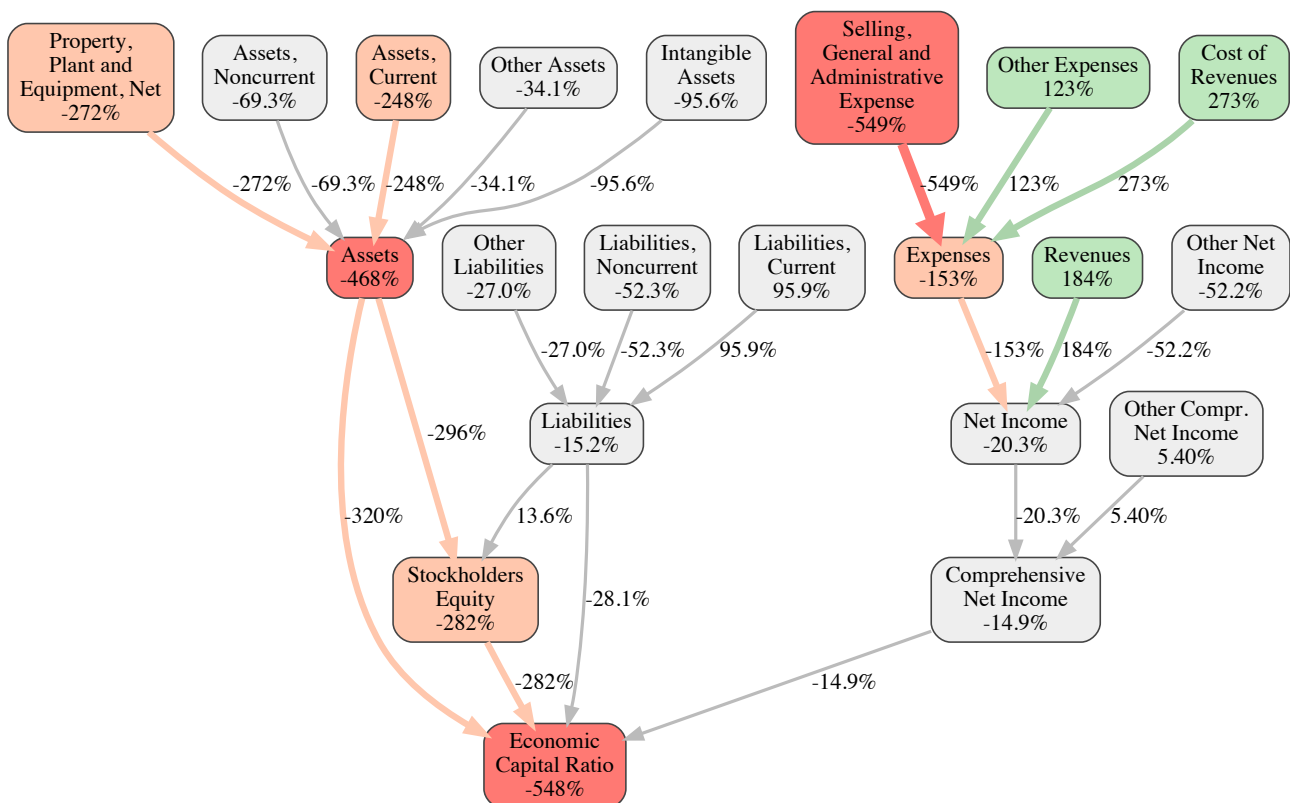 Property,
Plant and
Equipment, Net
-272%
Assets,
Noncurrent
-69.3%
Assets,
Current
-248%
Other Assets
-34.1%
Intangible
Assets
-95.6%
Selling,
General and
Administrative
Expense
-549%
Other Expenses
123%
Cost of
Revenues
273%
-272%
-69.3%
-248%
-34.1%
-95.6%
-549%
123%
273%
Assets
-468%
Other
Liabilities
-27.0%
Liabilities,
Noncurrent
-52.3%
Liabilities,
Current
95.9%
Expenses
-153%
Revenues
184%
Other Net
Income
-52.2%
-27.0%
-52.3%
95.9%
-153%
184%
-52.2%
Liabilities
-15.2%
Net Income
-20.3%
Other Compr.
Net Income
5.40%
-296%
-320%
13.6%
-28.1%
-20.3%
5.40%
Stockholders
Equity
-282%
Comprehensive
Net Income
-14.9%
-282%
-14.9%
Economic
Capital Ratio
-548%